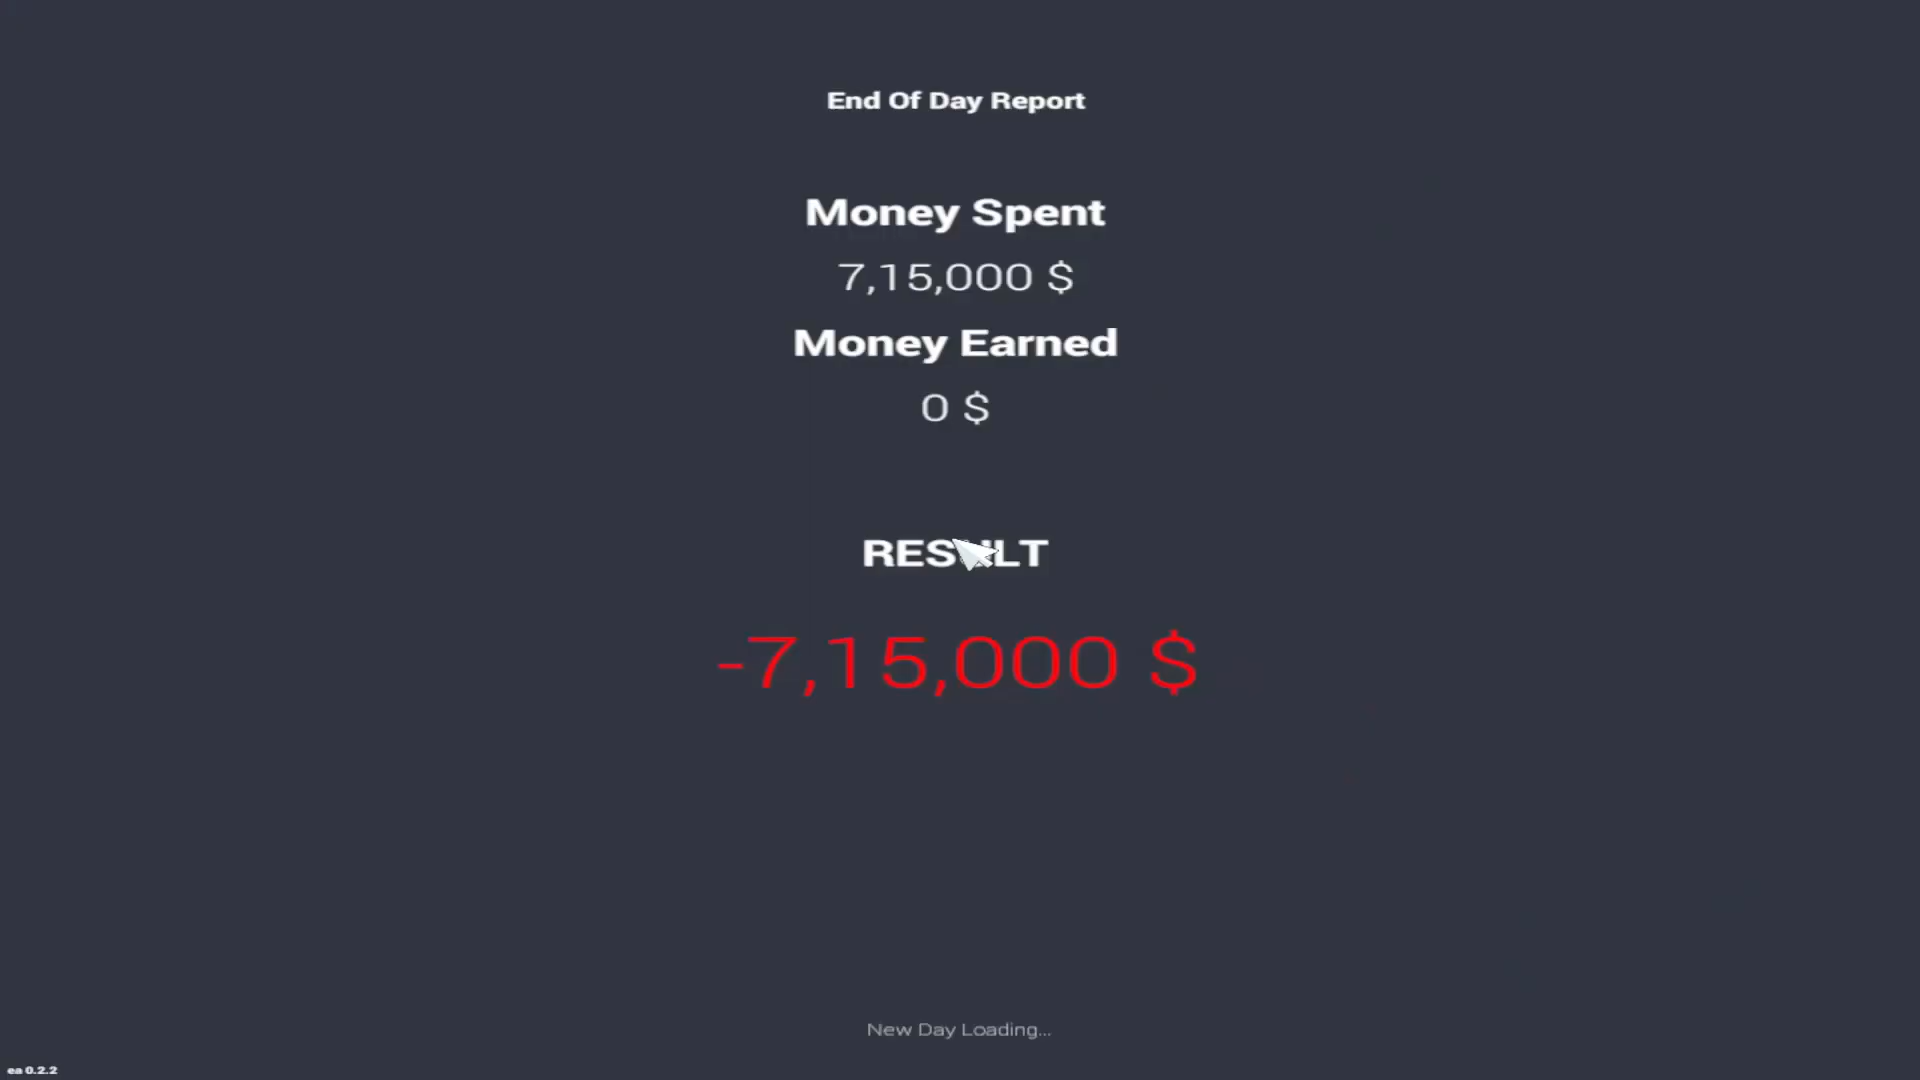 End Of Day Report
Money Spent
7,15,000 $
Money Earned
0 $
RESULT
-7,15,000 $
New Day Loading...
ea 0.2.2